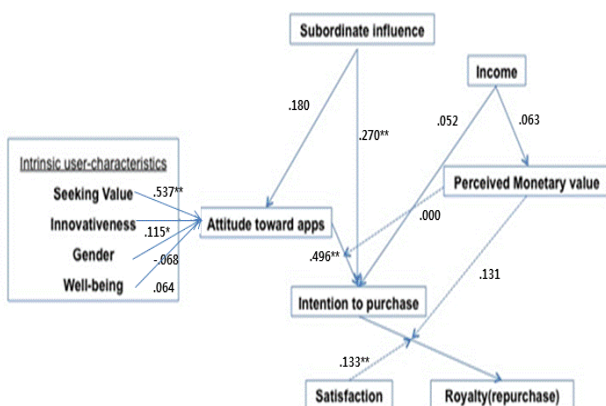 Subordinate influence
Income
.180
.052
.063
.270**
Intrinsic user-characteristics
Seeking Value
.537**
Perceived Monetary value
Innovativeness
Attitude toward apps
.000
.115*
Gender
-.068
.496**
Well-being
.064
.131
Intention to purchase
.133**
Satisfaction
Royalty(repurchase)